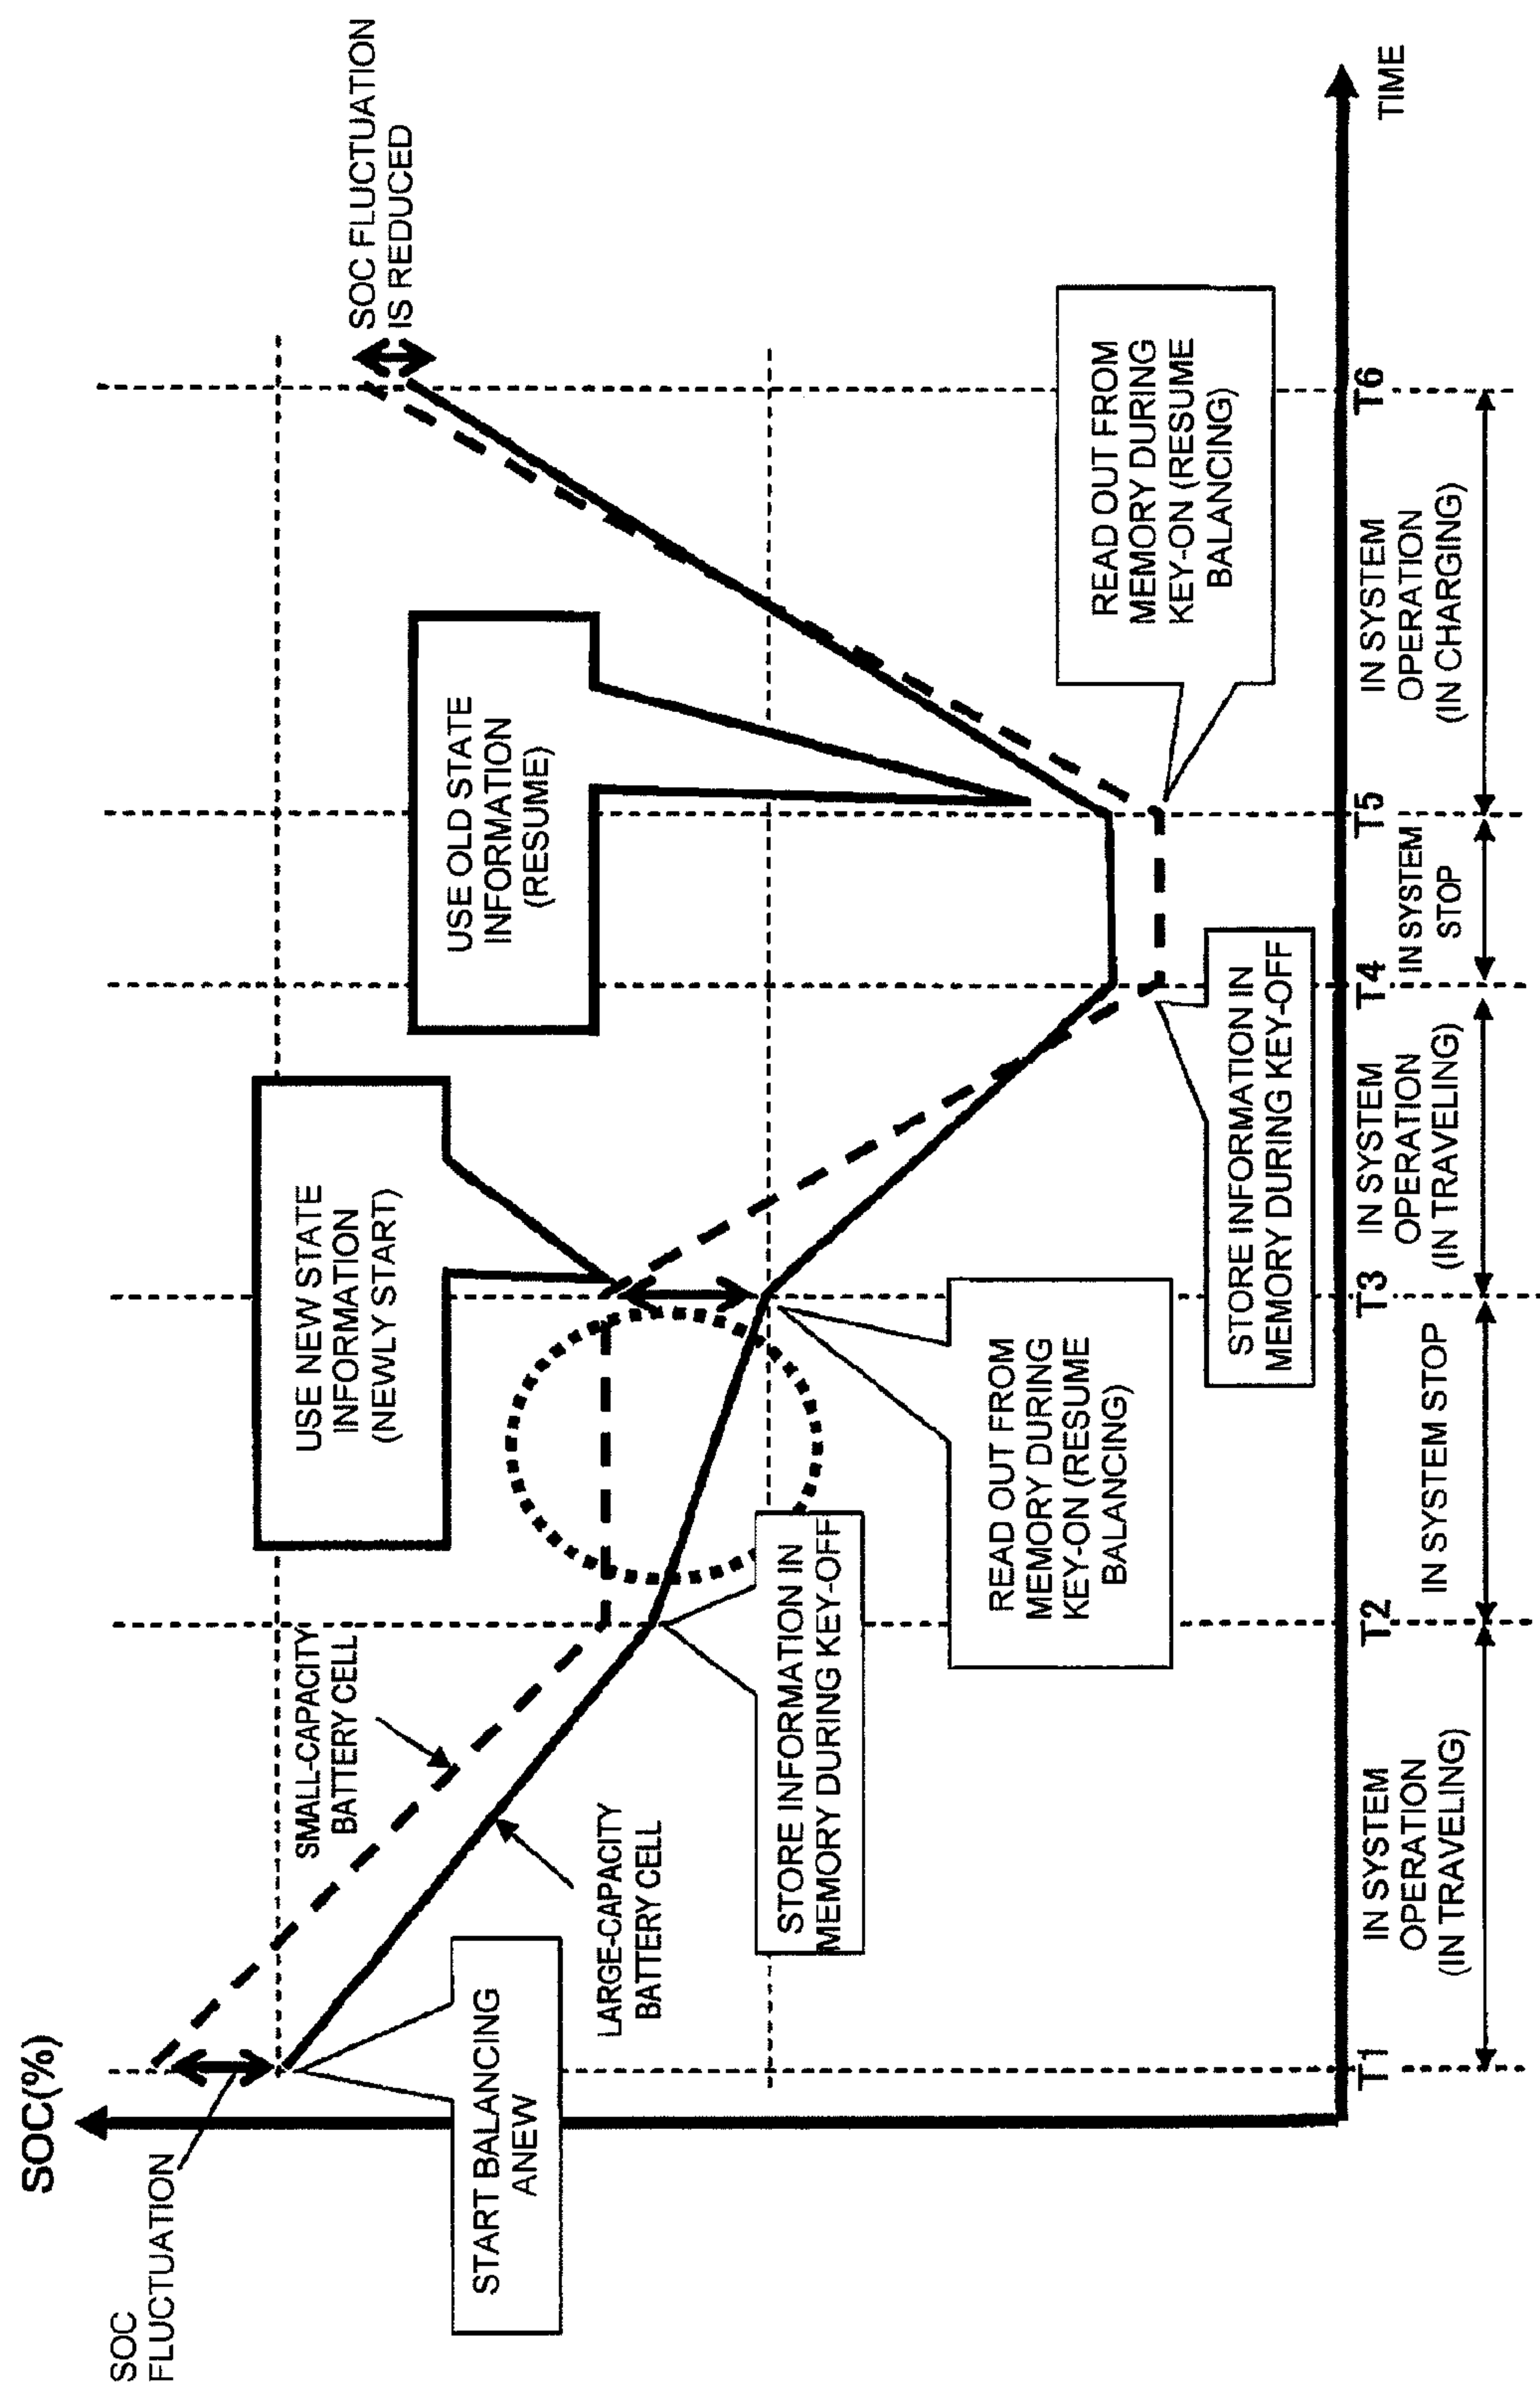 SOC(%)
SOC
FLUCTUATION
START BALANCING
ANEW
SMALL-CAPACITY
BATTERY CELL
LARGE-CAPACITY
BATTERY CELL
STORE INFORMATION IN
MEMORY DURING KEY-OFF
USE NEW STATE
INFORMATION
(NEWLY START)
READ OUT FROM
MEMORY DURING
KEY-ON (RESUME
BALANCING)
STORE INFORMATION IN
MEMORY DURING KEY-OFF
USE OLD STATE
INFORMATION
(RESUME)
READ OUT FROM
MEMORY DURING
KEY-ON (RESUME
BALANCING)
SOC FLUCTUATION
IS REDUCED
TIME
T1
T2
T3
T4
T5
T6
IN SYSTEM
OPERATION
(IN TRAVELING)
IN SYSTEM STOP
IN SYSTEM
OPERATION
(IN TRAVELING)
IN SYSTEM
STOP
IN SYSTEM
OPERATION
(IN CHARGING)